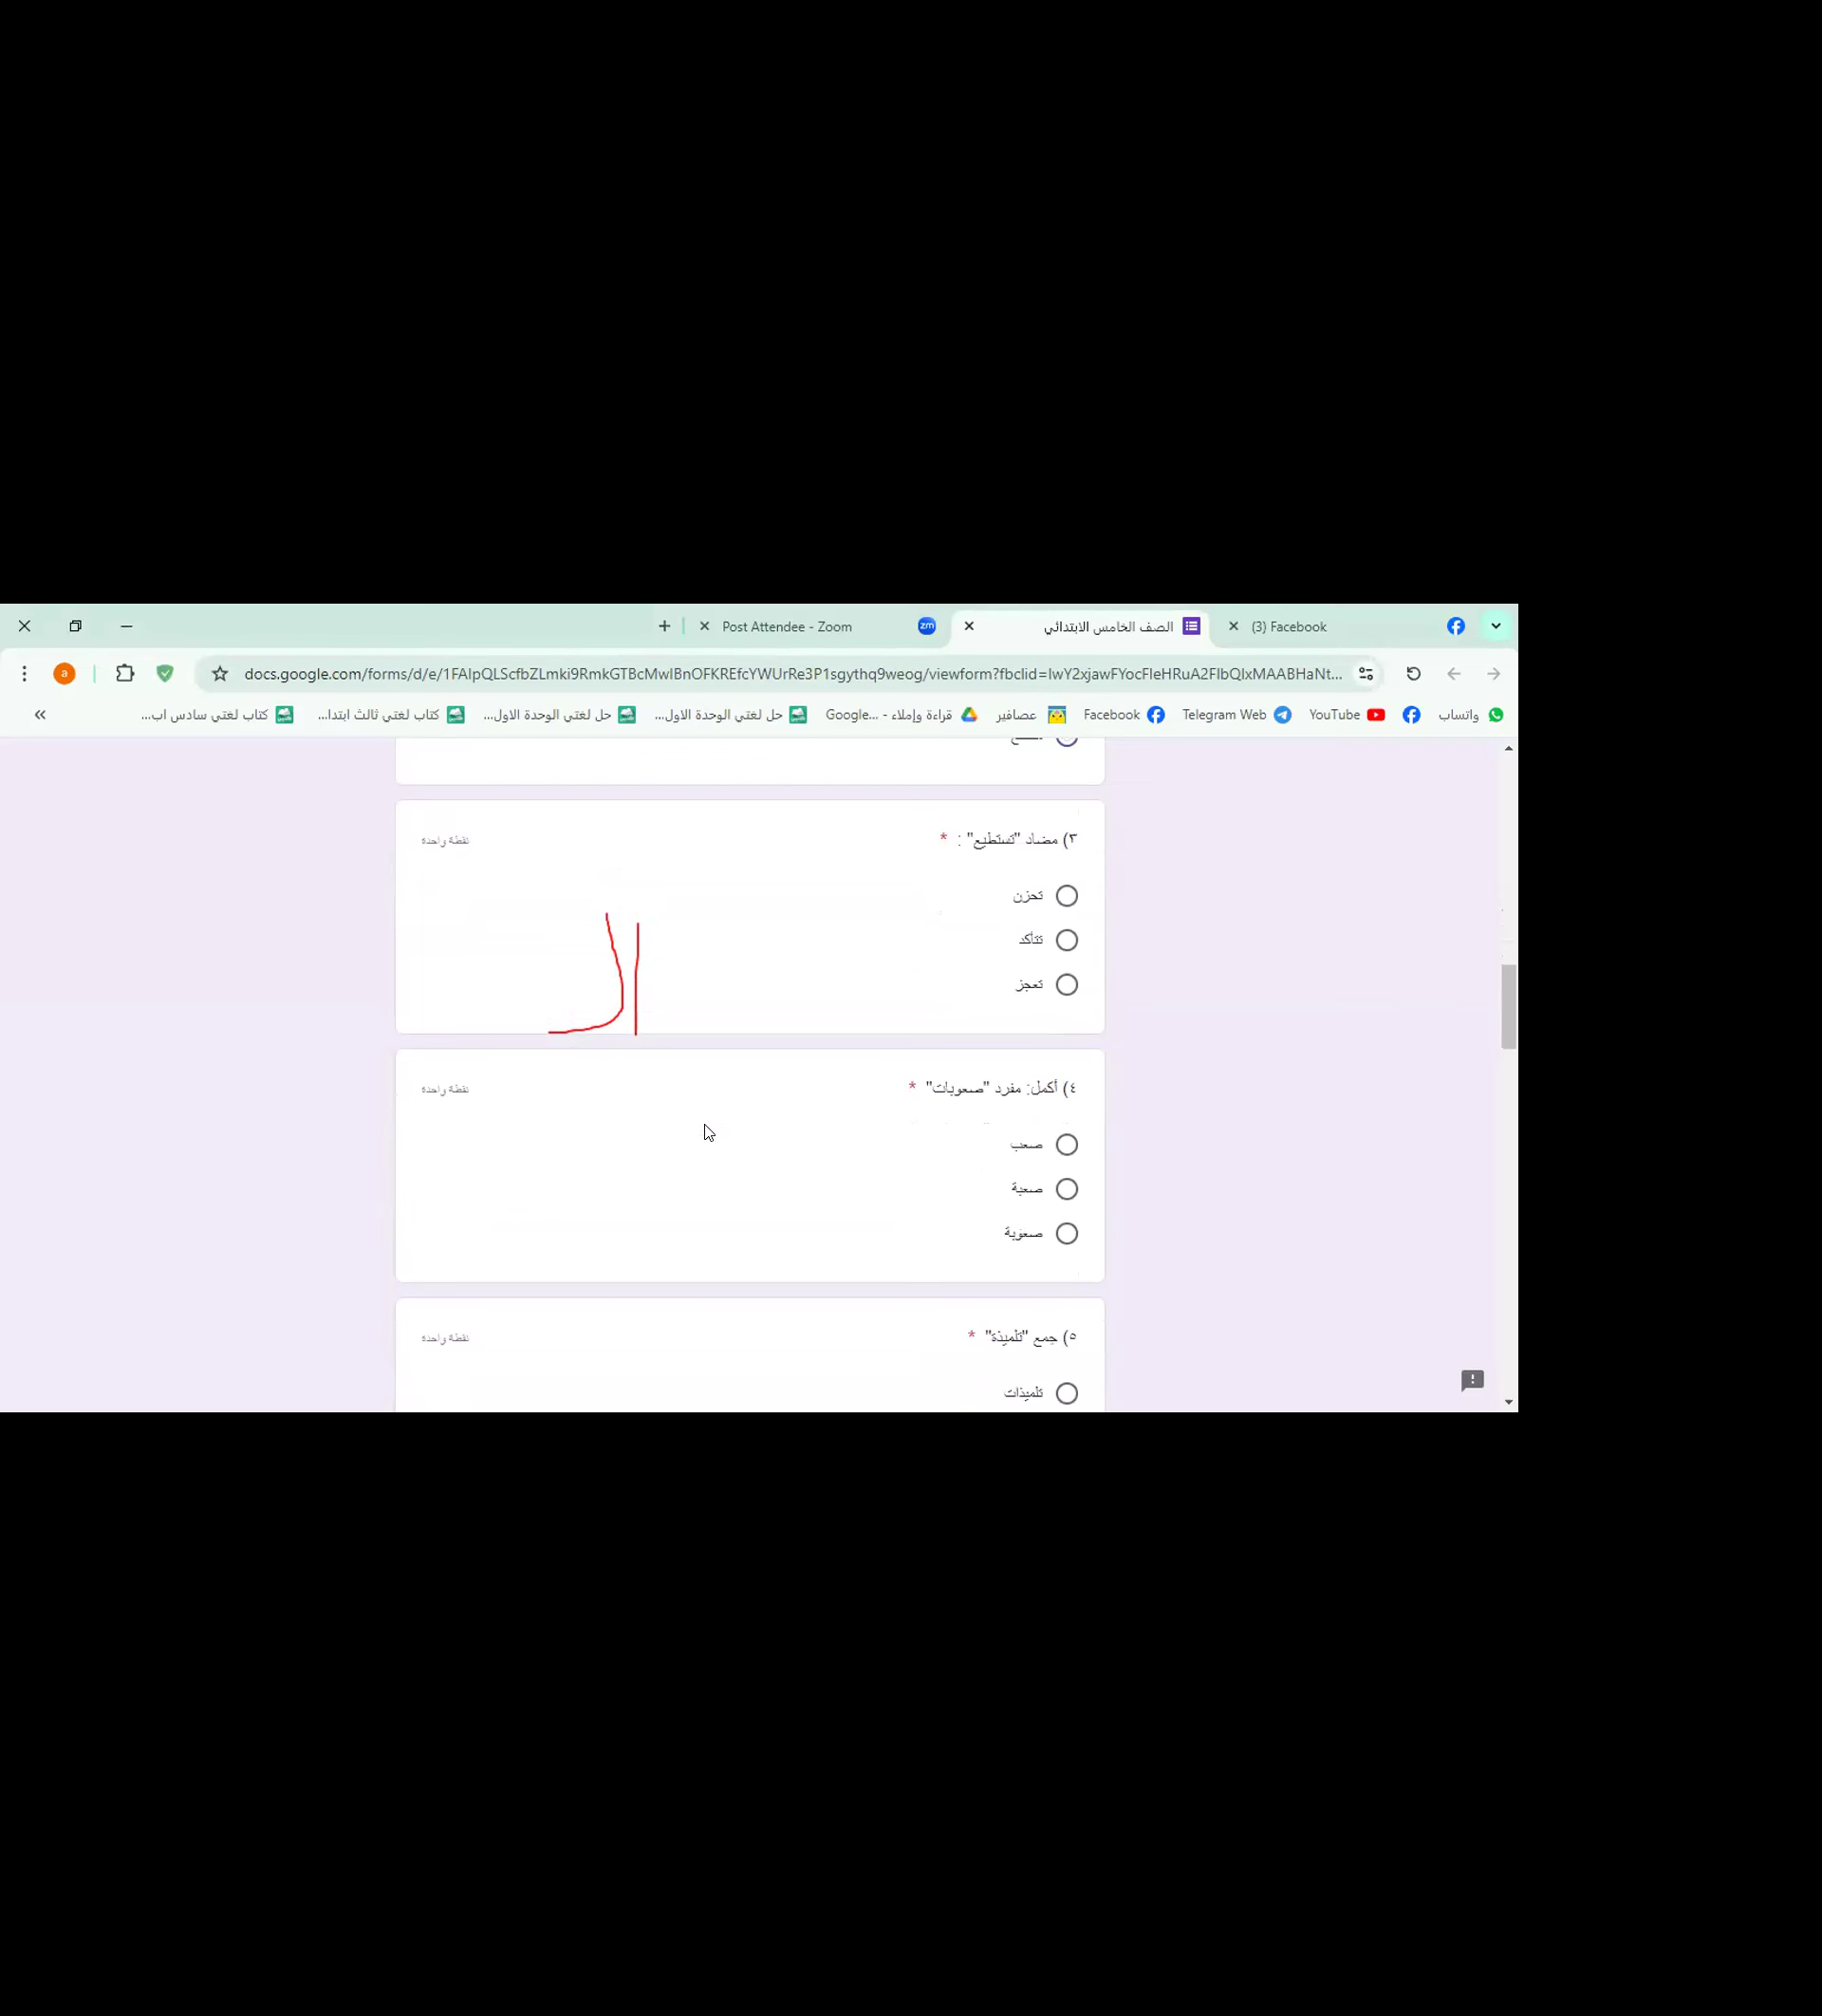 (3) Facebook
الصف الخامس الابتدائي
zm Post Attendee - Zoom
docs.google.com/forms/d/e/1FAIpQLScfbZLmki9RmkGTBcMwIBnOFKREfcYWUrRe3P1sgythq9weog/viewform?fbclid=IwY2xjawFYocFleHRuA2FlbQIxMAABHaNt...
a
واتساب
YouTube
Telegram Web
Facebook
عصافير
قراءة وإملاء - Google...
حل لغتي الوحدة الاول...
حل لغتي الوحدة الاول...
كتاب لغتي ثالث ابتدا...
كتاب لغتي سادس اب...
٣) مضاد "تستطيع" : *
نقطة واحدة
تحزن
تتأكد
تعجز
٤) أكمل: مفرد "صعوبات" *
نقطة واحدة
صعب
صعبة
صعوبة
٥) جمع "تلميذة" *
نقطة واحدة
تلميذات